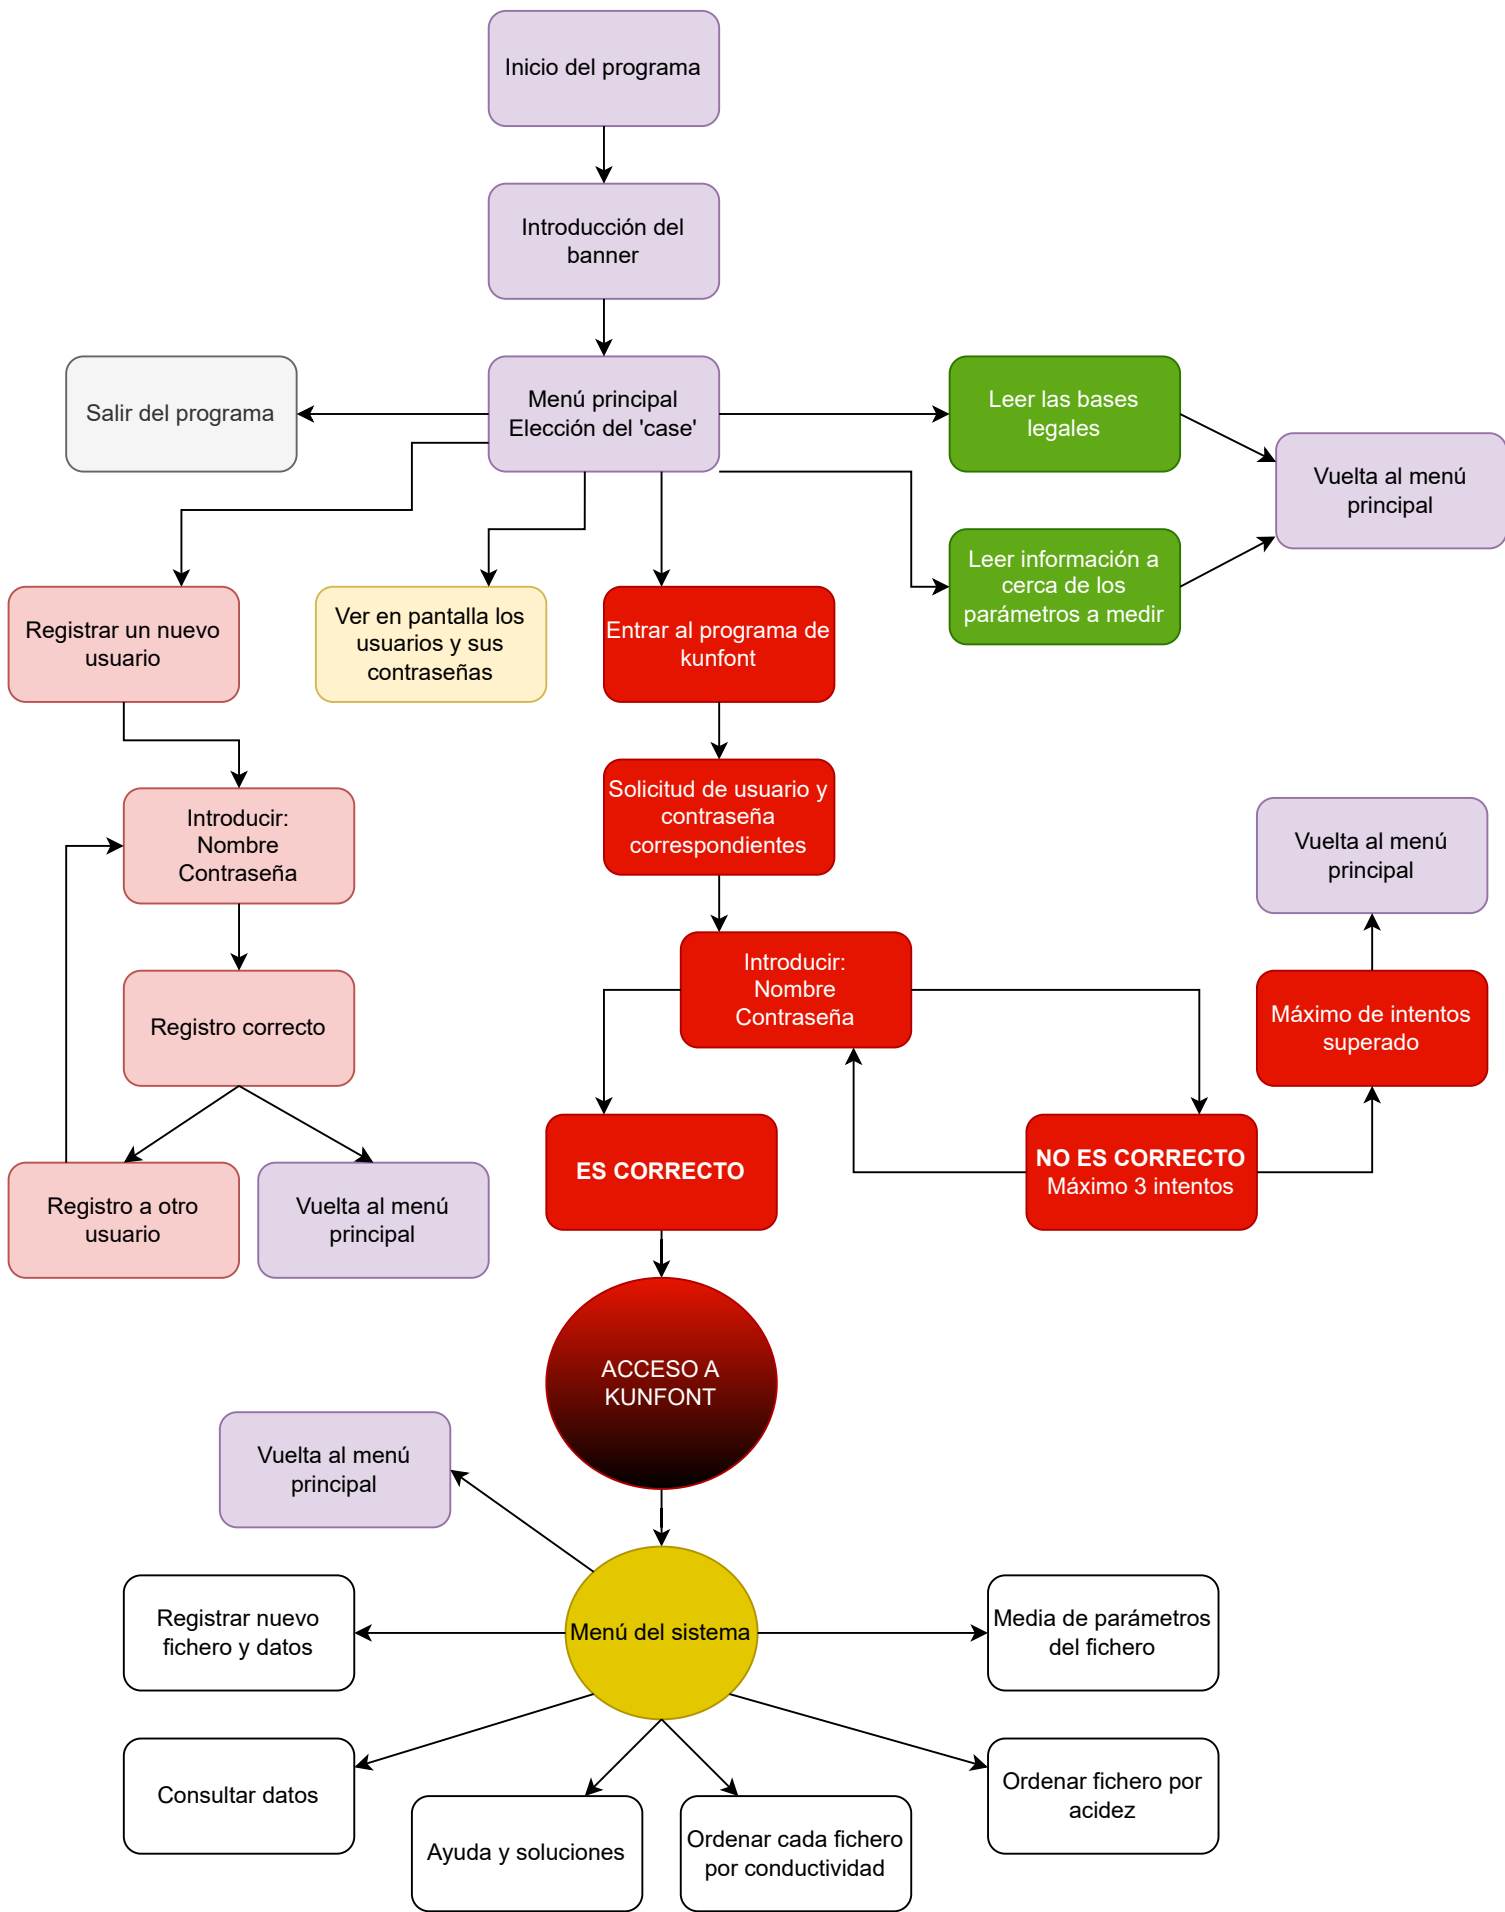 Inicio del programa
Introducción del
banner
Salir del programa
Menú principal
Elección del 'case'
Leer las bases
legales
Vuelta al menú
principal
Leer información a
cerca de los
parámetros a medir
Registrar un nuevo
usuario
Ver en pantalla los
usuarios y sus
contraseñas
Entrar al programa de
kunfont
Solicitud de usuario y
contraseña
correspondientes
Introducir:
Nombre
Contraseña
Vuelta al menú
principal
Introducir:
Nombre
Contraseña
Registro correcto
Máximo de intentos
superado
ES CORRECTO
NO ES CORRECTO
Máximo 3 intentos
Registro a otro
usuario
Vuelta al menú
principal
ACCESO A
KUNFONT
Vuelta al menú
principal
Registrar nuevo
fichero y datos
Menú del sistema
Media de parámetros
del fichero
Consultar datos
Ordenar fichero por
acidez
Ayuda y soluciones
Ordenar cada fichero
por conductividad